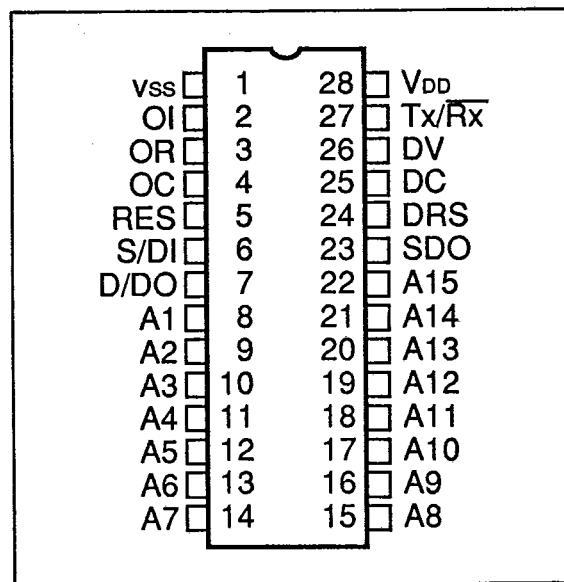 vss 1 28 VDD
OI 2 27 Tx/R̅x̅
OR 3 26 DV
OC 4 25 DC
RES 5 24 DRS
S/DI 6 23 SDO
D/DO 7 22 A15
A1 8 21 A14
A2 9 20 A13
A3 10 19 A12
A4 11 18 A11
A5 12 17 A10
A6 13 16 A9
A7 14 15 A8